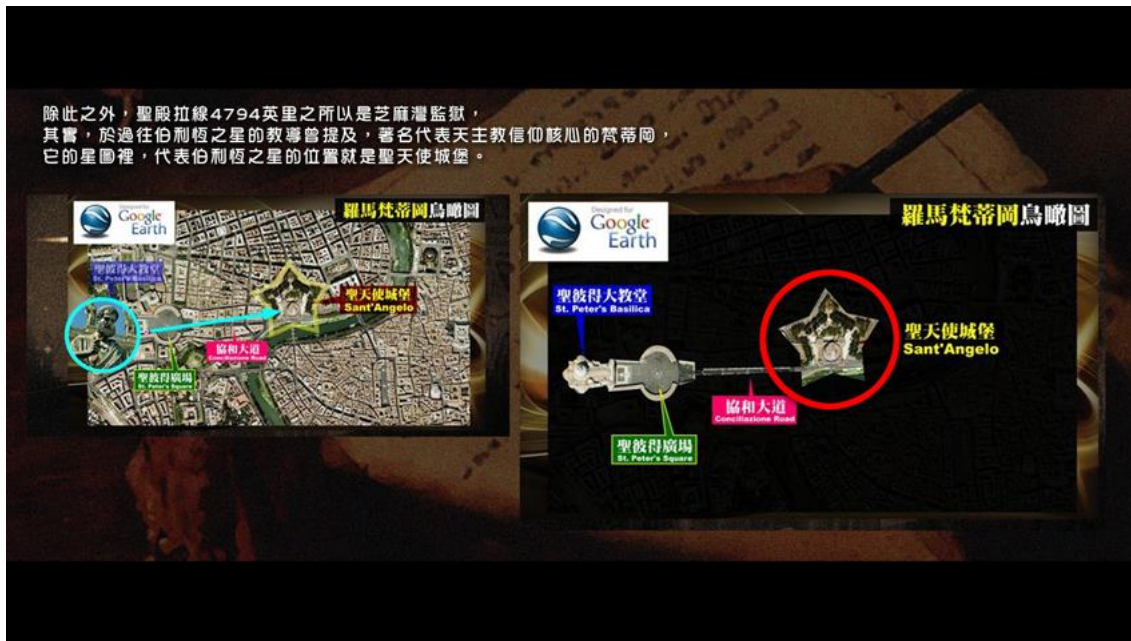 除此之外，聖殿拉線4794英里之所以是芝麻灣監獄，
其實，於過往伯利恆之星的教導曾提及，著名代表天主教信仰核心的梵蒂岡，
它的星圖裡，代表伯利恆之星的位置就是聖天使城堡。
Designed for
Google
Earth
羅馬梵蒂岡鳥瞰圖
聖彼得大教堂
St. Peter's Basilica
聖天使城堡
Sant'Angelo
協和大道
Conciliazione Road
聖彼得廣場
St. Peter's Square
Designed for
Google
Earth
羅馬梵蒂岡鳥瞰圖
聖彼得大教堂
St. Peter's Basilica
聖天使城堡
Sant'Angelo
協和大道
Conciliazione Road
聖彼得廣場
St. Peter's Square